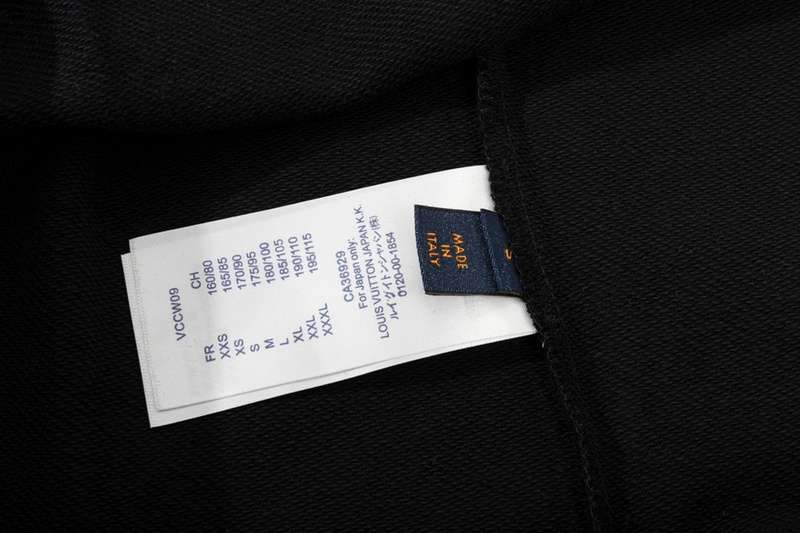 VCCW09
FR CH
XXS 160/80
XS 165/85
S 170/90
M 175/95
L 180/100
XL 185/105
XXL 190/110
XXXL 195/115
CA36929
For Japan only:
LOUIS VUITTON JAPAN K.K.
ルイ ヴィトンジャパン(株)
0120-00-1854
MADE
IN
ITALY
S